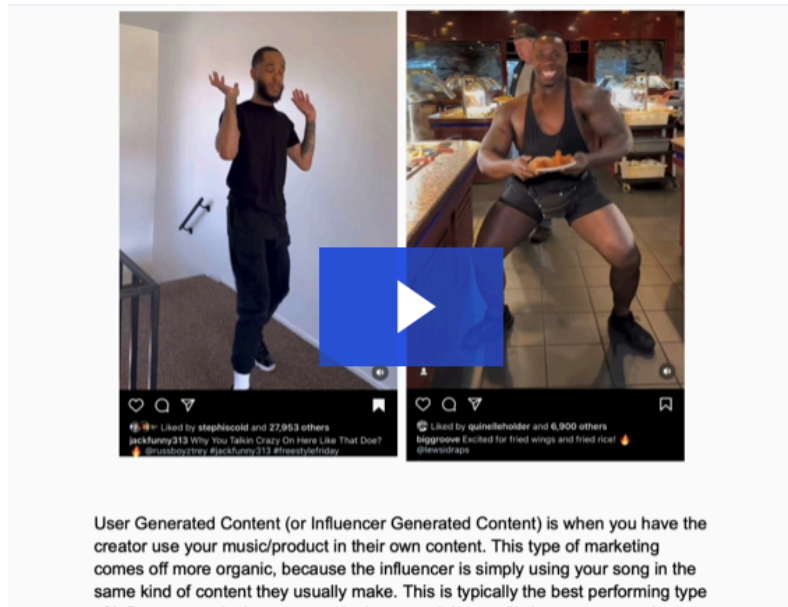 Liked by stephiscold and 27,953 others
jackfunny313 Why You Talkin Crazy On Here Like That Doe?
🔥 @russboyztrey #jackfunny313 #freestylefriday
Liked by quinelleholder and 6,900 others
biggroove Excited for fried wings and fried rice! 🔥
@lewsidraps
User Generated Content (or Influencer Generated Content) is when you have the
creator use your music/product in their own content. This type of marketing
comes off more organic, because the influencer is simply using your song in the
same kind of content they usually make. This is typically the best performing type